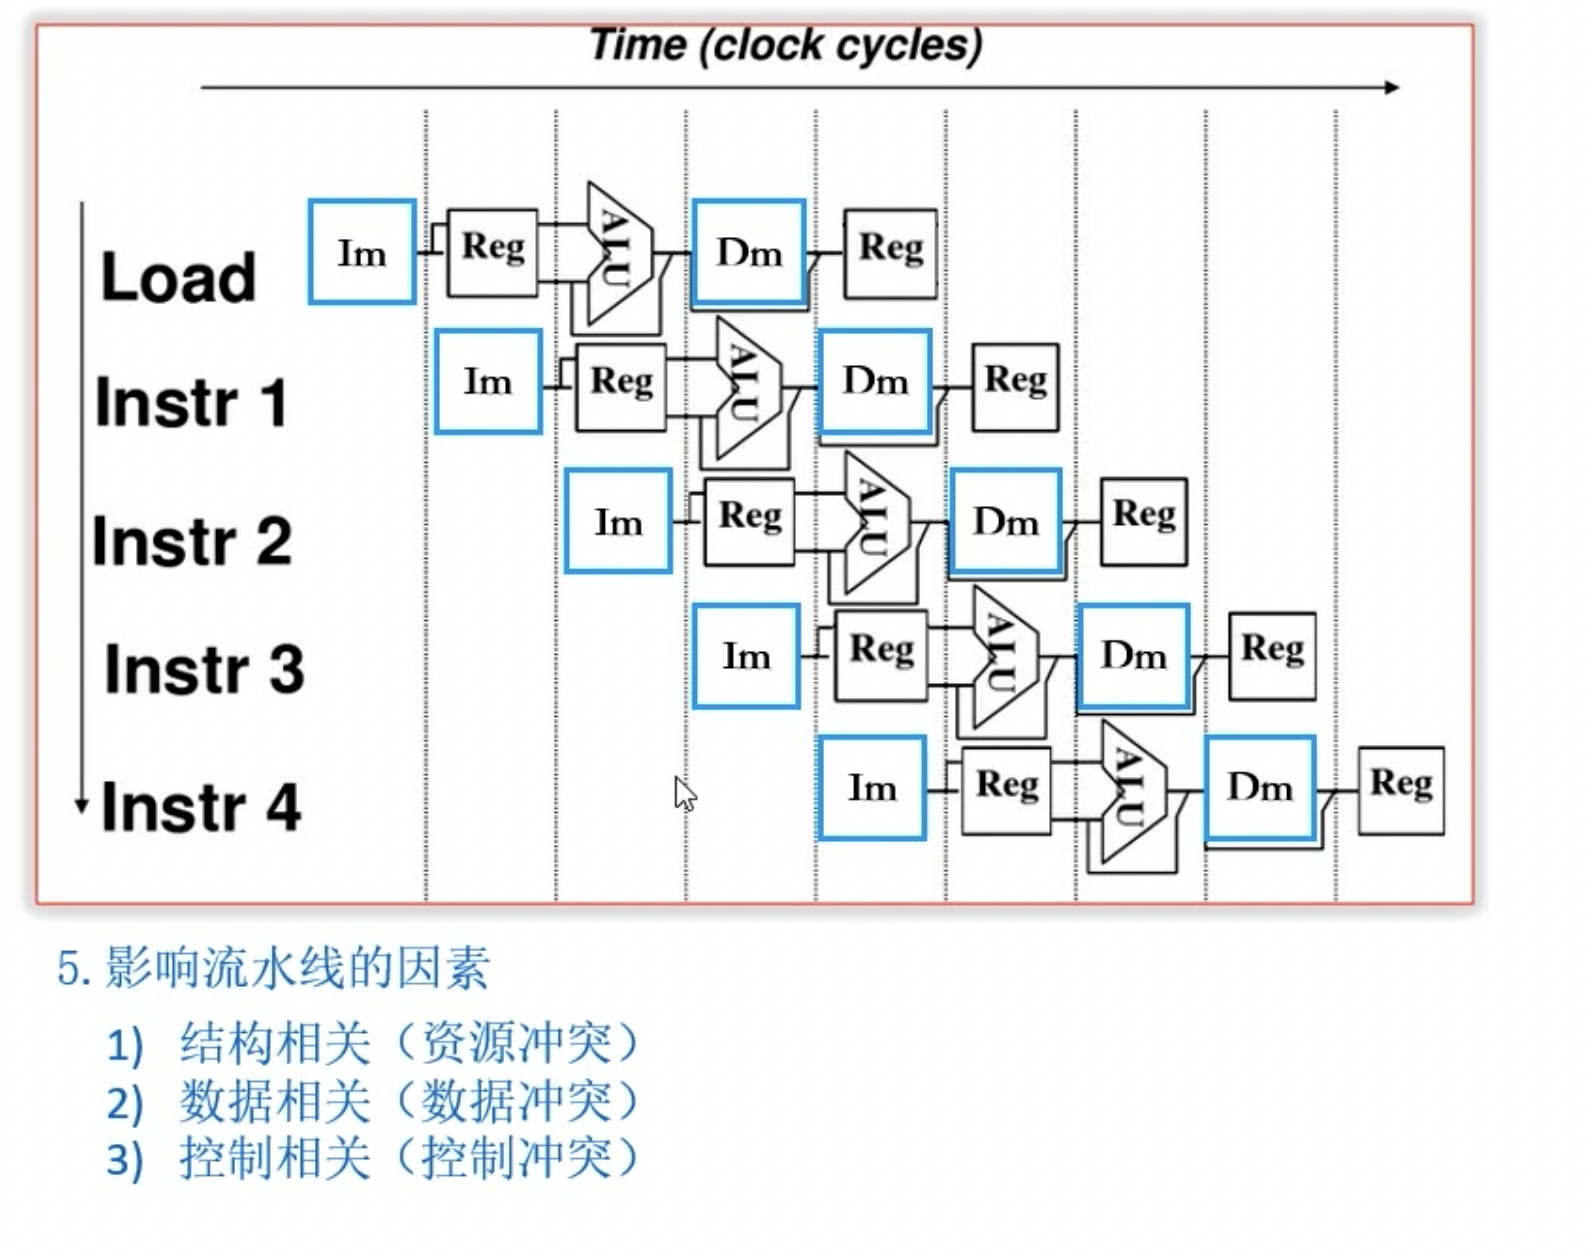 Time (clock cycles)
Load Im Reg ALU Dm Reg
Instr 1 Im Reg ALU Dm Reg
Instr 2 Im Reg ALU Dm Reg
Instr 3 Im Reg ALU Dm Reg
Instr 4 Im Reg ALU Dm Reg
5. 影响流水线的因素
1) 结构相关（资源冲突）
2) 数据相关（数据冲突）
3) 控制相关（控制冲突）